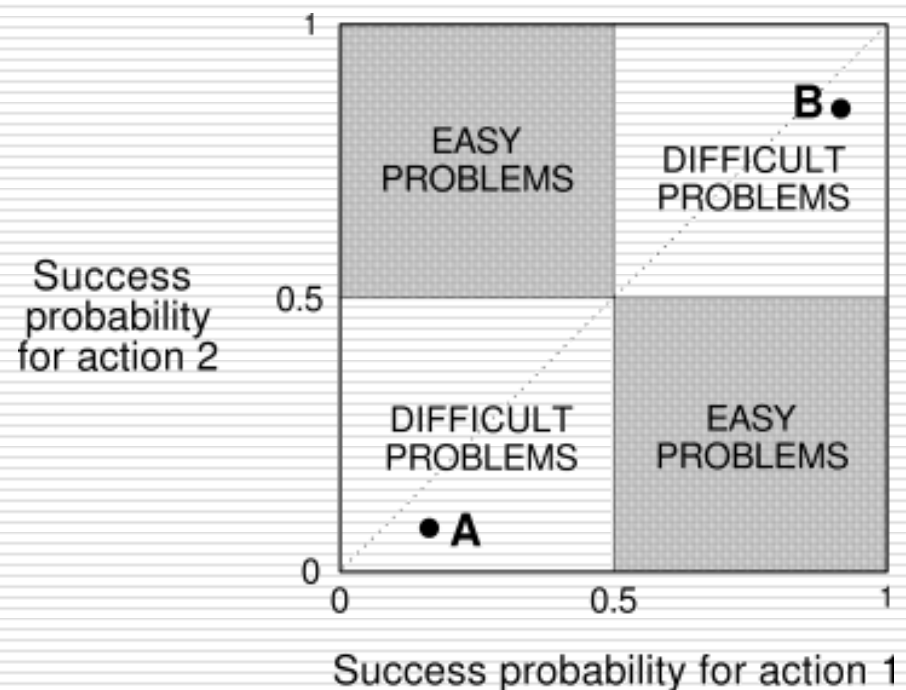 1
EASY
PROBLEMS
B
DIFFICULT
PROBLEMS
Success
probability
for action 2
0.5
DIFFICULT
PROBLEMS
EASY
PROBLEMS
A
0
0
0.5
1
Success probability for action 1